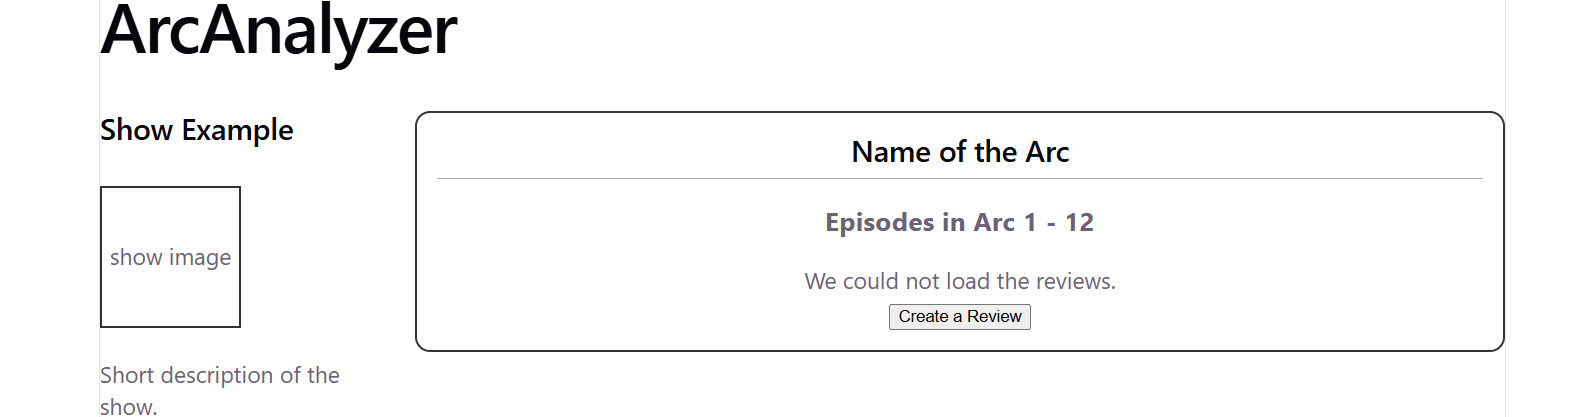 ArcAnalyzer
Show Example
show image
Short description of the
show.
Name of the Arc
Episodes in Arc 1 - 12
We could not load the reviews.
Create a Review